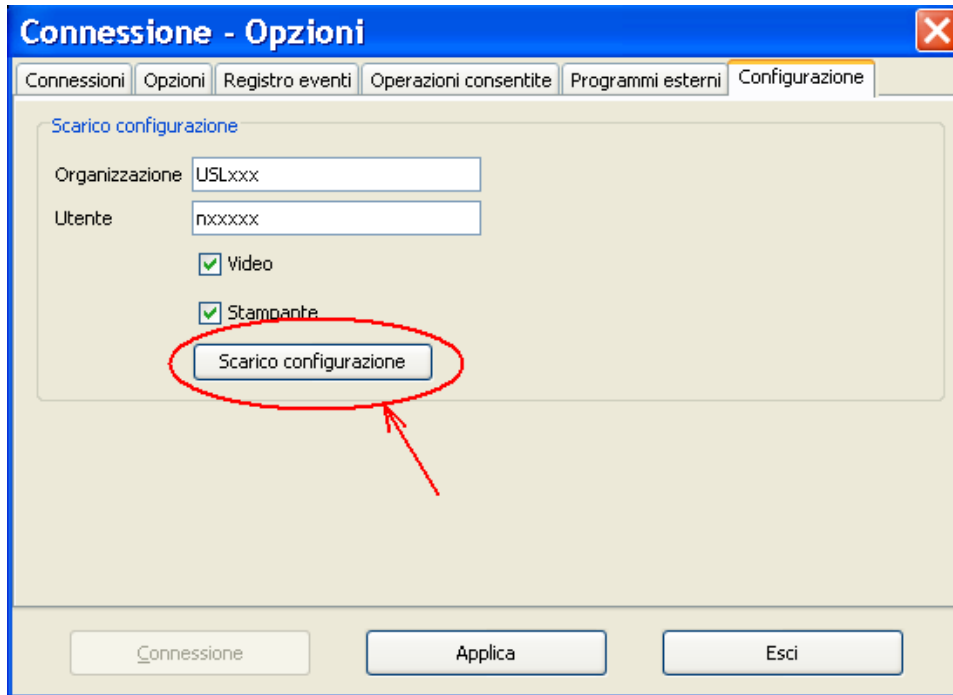 Connessione - Opzioni
Connessioni Opzioni Registro eventi Operazioni consentite Programmi esterni Configurazione
Scarico configurazione
Organizzazione USLxxx
Utente nxxxxx
Video
Stampante
Scarico configurazione
Connessione Applica Esci